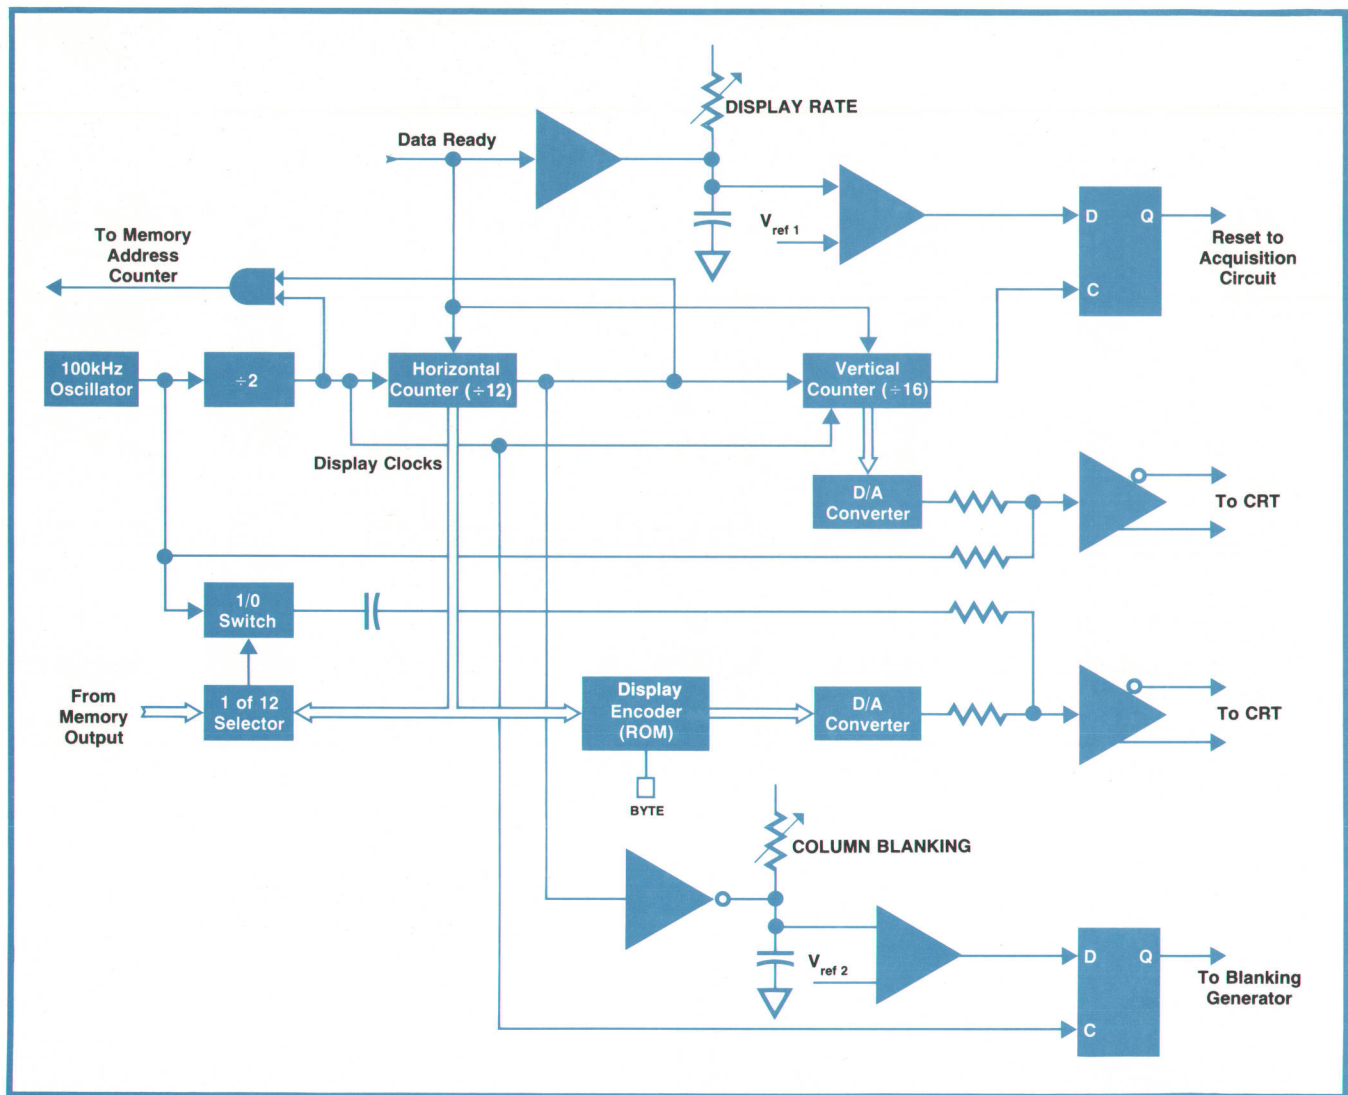 DISPLAY RATE
Data Ready
V ref 1
D Q
C
Reset to
Acquisition
Circuit
To Memory
Address
Counter
100kHz
Oscillator
÷2
Horizontal
Counter (÷12)
Vertical
Counter (÷16)
Display Clocks
D/A
Converter
To CRT
1/0
Switch
From
Memory
Output
1 of 12
Selector
Display
Encoder
(ROM)
BYTE
D/A
Converter
To CRT
COLUMN BLANKING
V ref 2
D Q
C
To Blanking
Generator